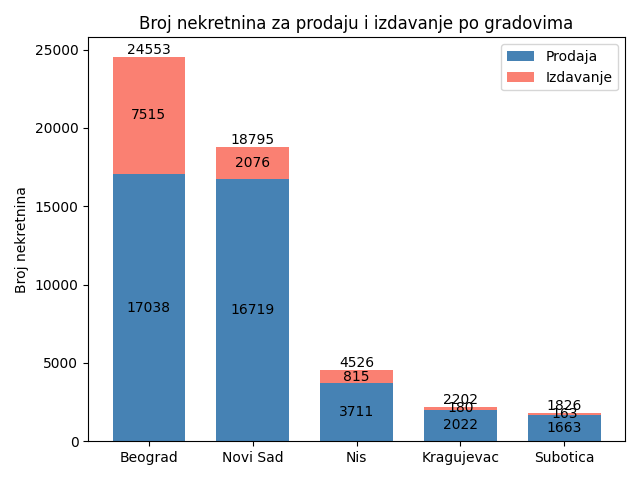 Broj nekretnina za prodaju i izdavanje po gradovima
Broj nekretnina
25000
20000
15000
10000
5000
0
Prodaja
Izdavanje
24553
7515
17038
18795
2076
16719
4526
815
3711
2202
180
2022
1826
163
1663
Beograd
Novi Sad
Nis
Kragujevac
Subotica